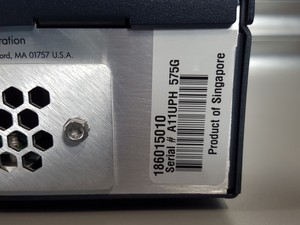 ration
ord, MA 01757 U.S.A.
186015010
Serial # A11UPH 575G
Product of Singapore